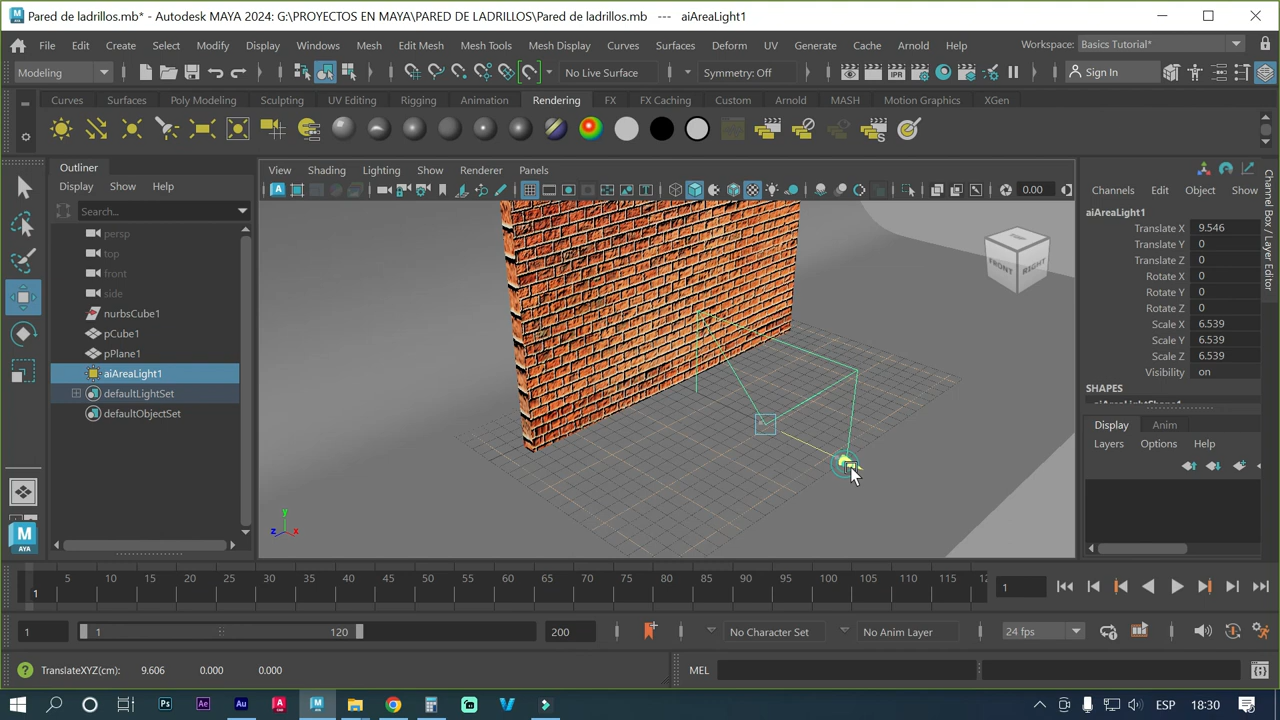 Pared de ladrillos.mb* - Autodesk MAYA 2024: G:\PROYECTOS EN MAYA\PARED DE LADRILLOS\Pared de ladrillos.mb   ---   aiAreaLight1
File Edit Create Select Modify Display Windows Mesh Edit Mesh Mesh Tools Mesh Display Curves Surfaces Deform UV Generate Cache Arnold Help Workspace: Basics Tutorial*
Modeling No Live Surface Symmetry: Off IPR Sign In
Curves Surfaces Poly Modeling Sculpting UV Editing Rigging Animation Rendering FX FX Caching Custom Arnold MASH Motion Graphics XGen
Outliner
Display Show Help
Search...
persp
top
front
side
nurbsCube1
pCube1
pPlane1
aiAreaLight1
defaultLightSet
defaultObjectSet
View Shading Lighting Show Renderer Panels
0.00
FRONT RIGHT
y
z x
Channels Edit Object Show
aiAreaLight1
Translate X 9.546
Translate Y 0
Translate Z 0
Rotate X 0
Rotate Y 0
Rotate Z 0
Scale X 6.539
Scale Y 6.539
Scale Z 6.539
Visibility on
SHAPES
Channel Box / Layer Editor
Display Anim
Layers Options Help
AYA
5 10 15 20 25 30 35 40 45 50 55 60 65 70 75 80 85 90 95 100 105 110 115 12
1 1
1 1 120 200 No Character Set No Anim Layer 24 fps
TranslateXYZ(cm): 9.606 0.000 0.000 MEL
Ps Ae Au A M V ESP 18:30